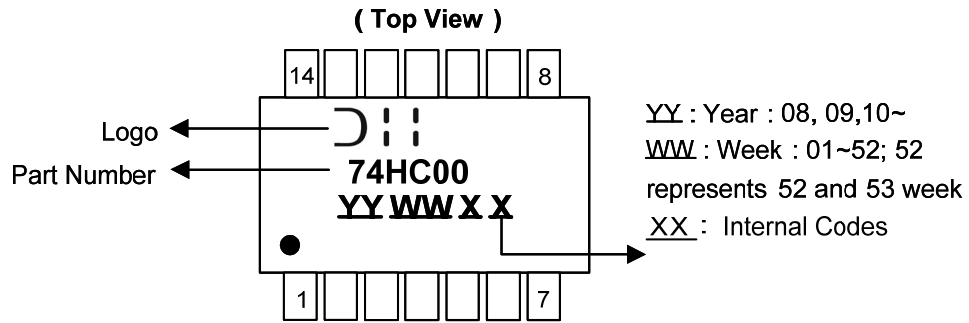 ( Top View )
14 8
Logo
Part Number
74HC00
YY WW X X
1 7
YY : Year : 08, 09,10~
WW : Week : 01~52; 52
represents 52 and 53 week
XX : Internal Codes